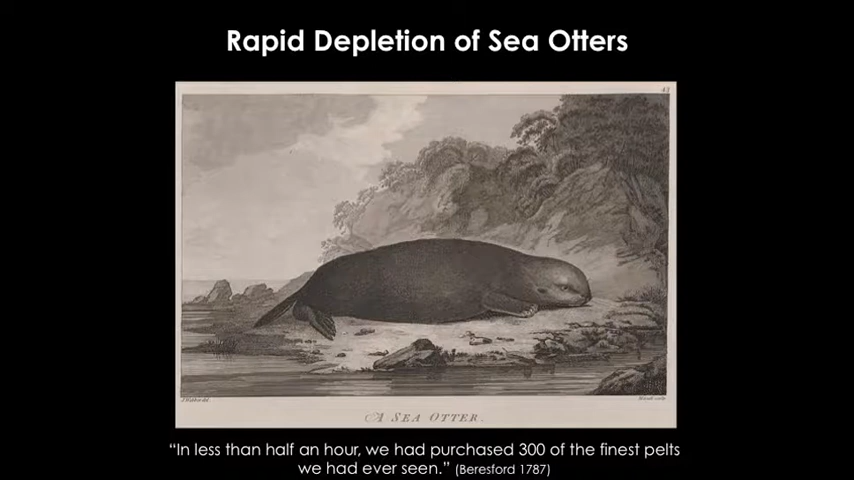 Rapid Depletion of Sea Otters
43
A SEA OTTER.
“In less than half an hour, we had purchased 300 of the finest pelts
we had ever seen.” (Beresford 1787)